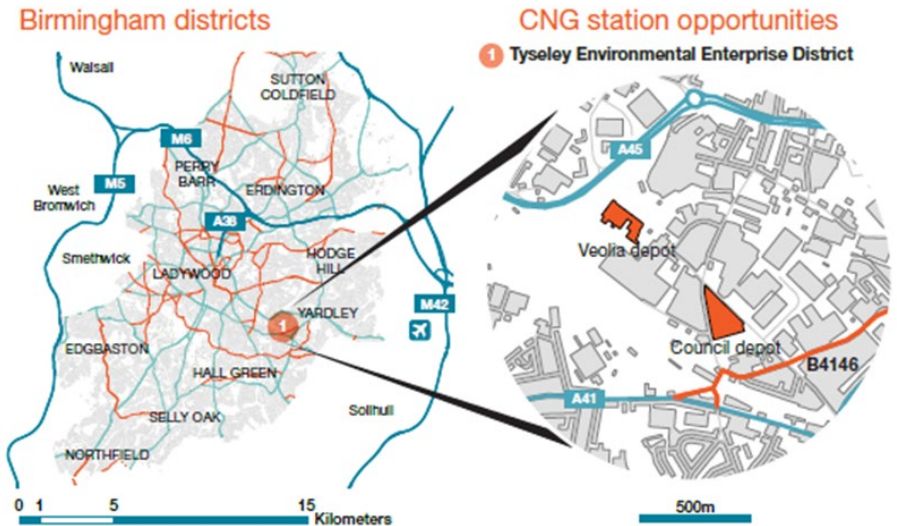 Birmingham districts
CNG station opportunities
1 Tyseley Environmental Enterprise District
Walsall
SUTTON
COLDFIELD
M6
PERRY
BARR
M5
West
Bromwich
ERDINGTON
A38
Smethwick
LADYWOOD
HODGE
HILL
M42
YARDLEY
1
EDGBASTON
HALL GREEN
SELLY OAK
Solihull
NORTHFIELD
0 1 5 15
Kilometers
A45
Veolia depot
Council depot
B4146
A41
500m